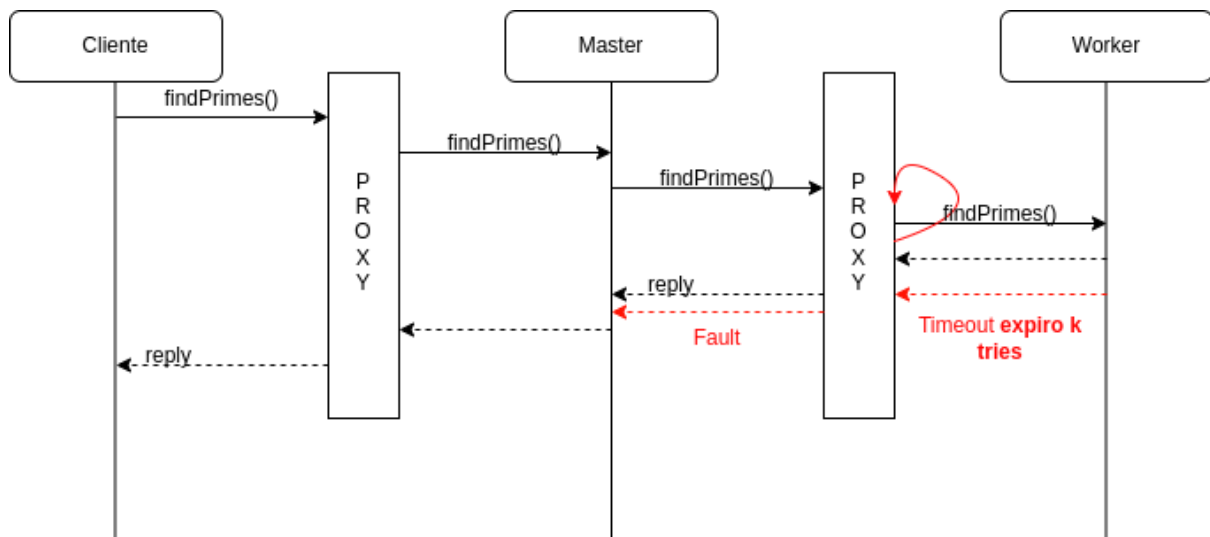 Cliente
Master
Worker
findPrimes()
findPrimes()
findPrimes()
findPrimes()
P
R
O
X
Y
P
R
O
X
Y
reply
Fault
Timeout expiro k
tries
reply